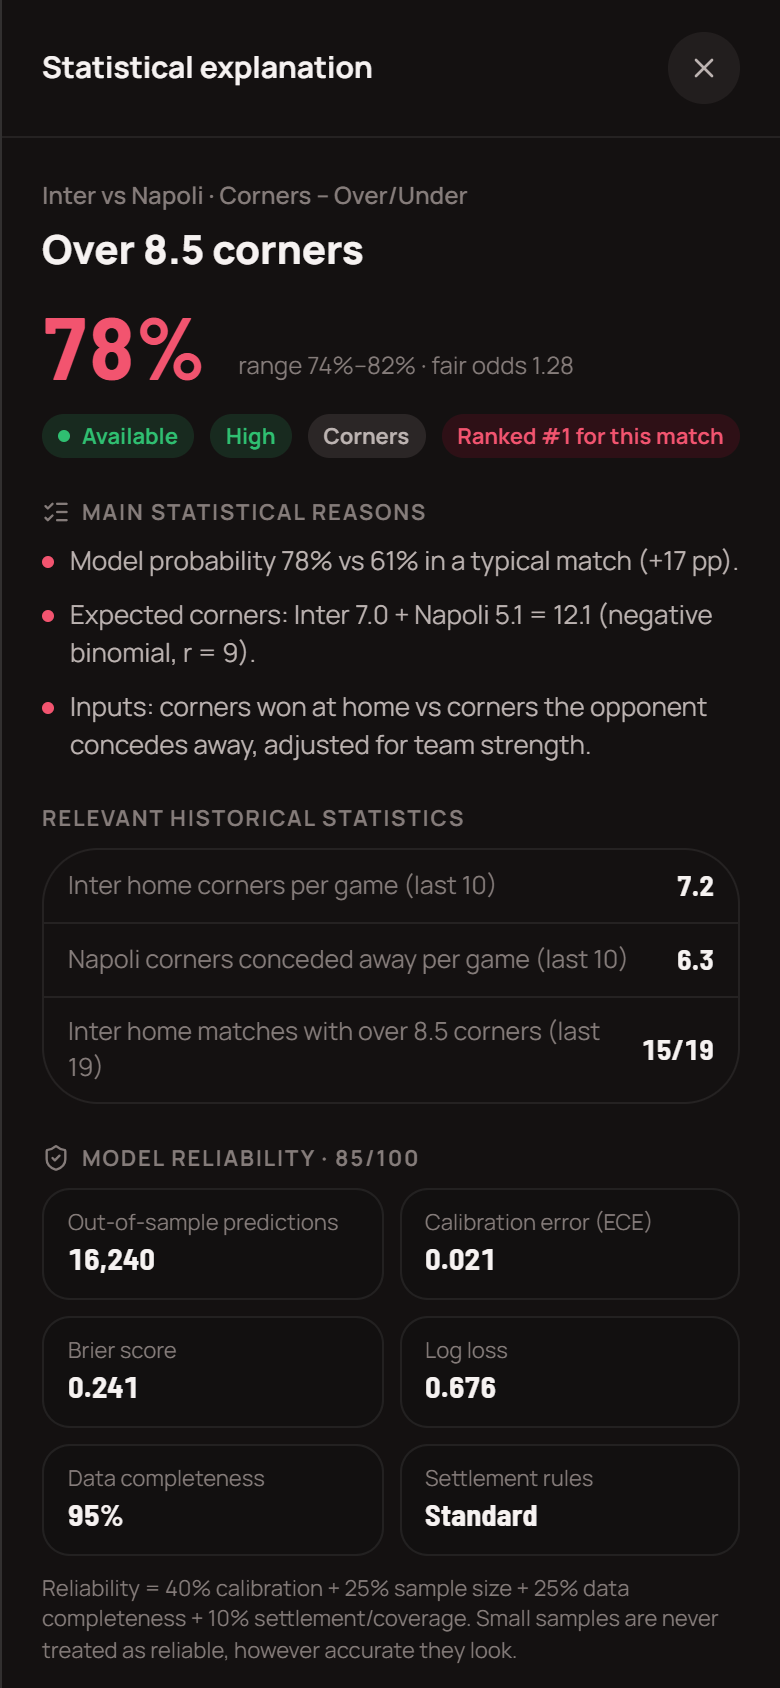 Statistical explanation
Inter vs Napoli · Corners – Over/Under
Over 8.5 corners
78%
range 74%–82% · fair odds 1.28
Available
High
Corners
Ranked #1 for this match
MAIN STATISTICAL REASONS
Model probability 78% vs 61% in a typical match (+17 pp).
Expected corners: Inter 7.0 + Napoli 5.1 = 12.1 (negative
binomial, r = 9).
Inputs: corners won at home vs corners the opponent
concedes away, adjusted for team strength.
RELEVANT HISTORICAL STATISTICS
Inter home corners per game (last 10)
7.2
Napoli corners conceded away per game (last 10)
6.3
Inter home matches with over 8.5 corners (last
19)
15/19
MODEL RELIABILITY · 85/100
Out-of-sample predictions
16,240
Calibration error (ECE)
0.021
Brier score
0.241
Log loss
0.676
Data completeness
95%
Settlement rules
Standard
Reliability = 40% calibration + 25% sample size + 25% data
completeness + 10% settlement/coverage. Small samples are never
treated as reliable, however accurate they look.